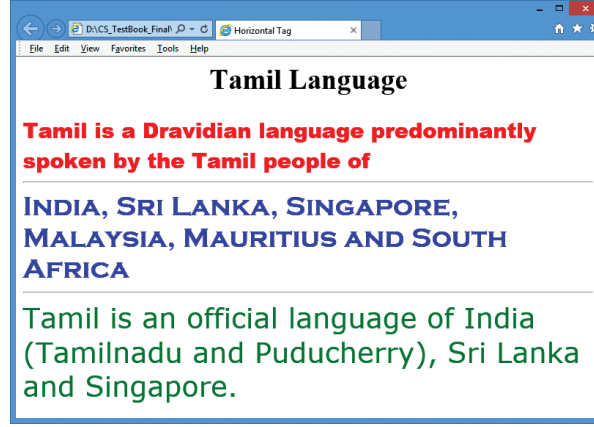 D:\CS_TestBook_Final\
Horizontal Tag
File Edit View Favorites Tools Help
Tamil Language
Tamil is a Dravidian language predominantly
spoken by the Tamil people of
India, Sri Lanka, Singapore,
Malaysia, Mauritius and South
Africa
Tamil is an official language of India
(Tamilnadu and Puducherry), Sri Lanka
and Singapore.